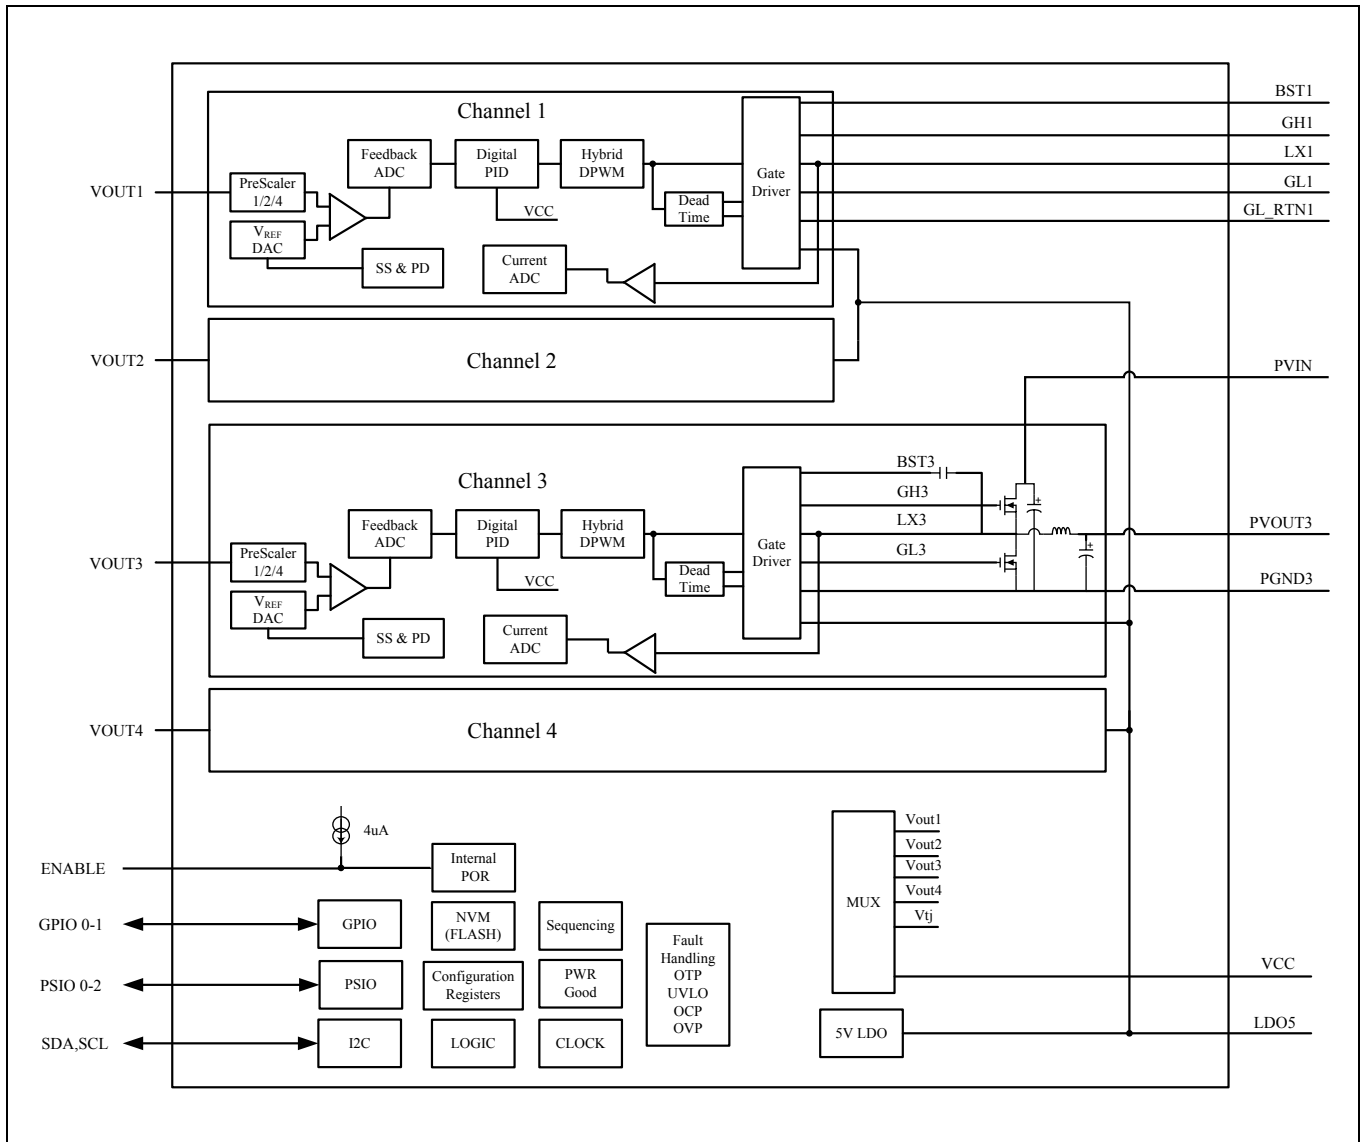 BST1
Channel 1
GH1
Feedback
ADC
Digital
PID
Hybrid
DPWM
LX1
Gate
Driver
VOUT1
PreScaler
1/2/4
GL1
Dead
Time
VCC
GL_RTN1
VREF
DAC
SS & PD
Current
ADC
VOUT2
Channel 2
PVIN
BST3
Channel 3
GH3
Feedback
ADC
Digital
PID
Hybrid
DPWM
LX3
PVOUT3
Gate
Driver
GL3
VOUT3
PreScaler
1/2/4
Dead
Time
VCC
PGND3
VREF
DAC
SS & PD
Current
ADC
VOUT4
Channel 4
4uA
Vout1
Vout2
Vout3
Vout4
Vtj
MUX
ENABLE
Internal
POR
GPIO 0-1
GPIO
NVM
(FLASH)
Sequencing
Fault
Handling
OTP
UVLO
OCP
OVP
PSIO 0-2
PSIO
Configuration
Registers
PWR
Good
VCC
SDA,SCL
I2C
LOGIC
CLOCK
5V LDO
LDO5